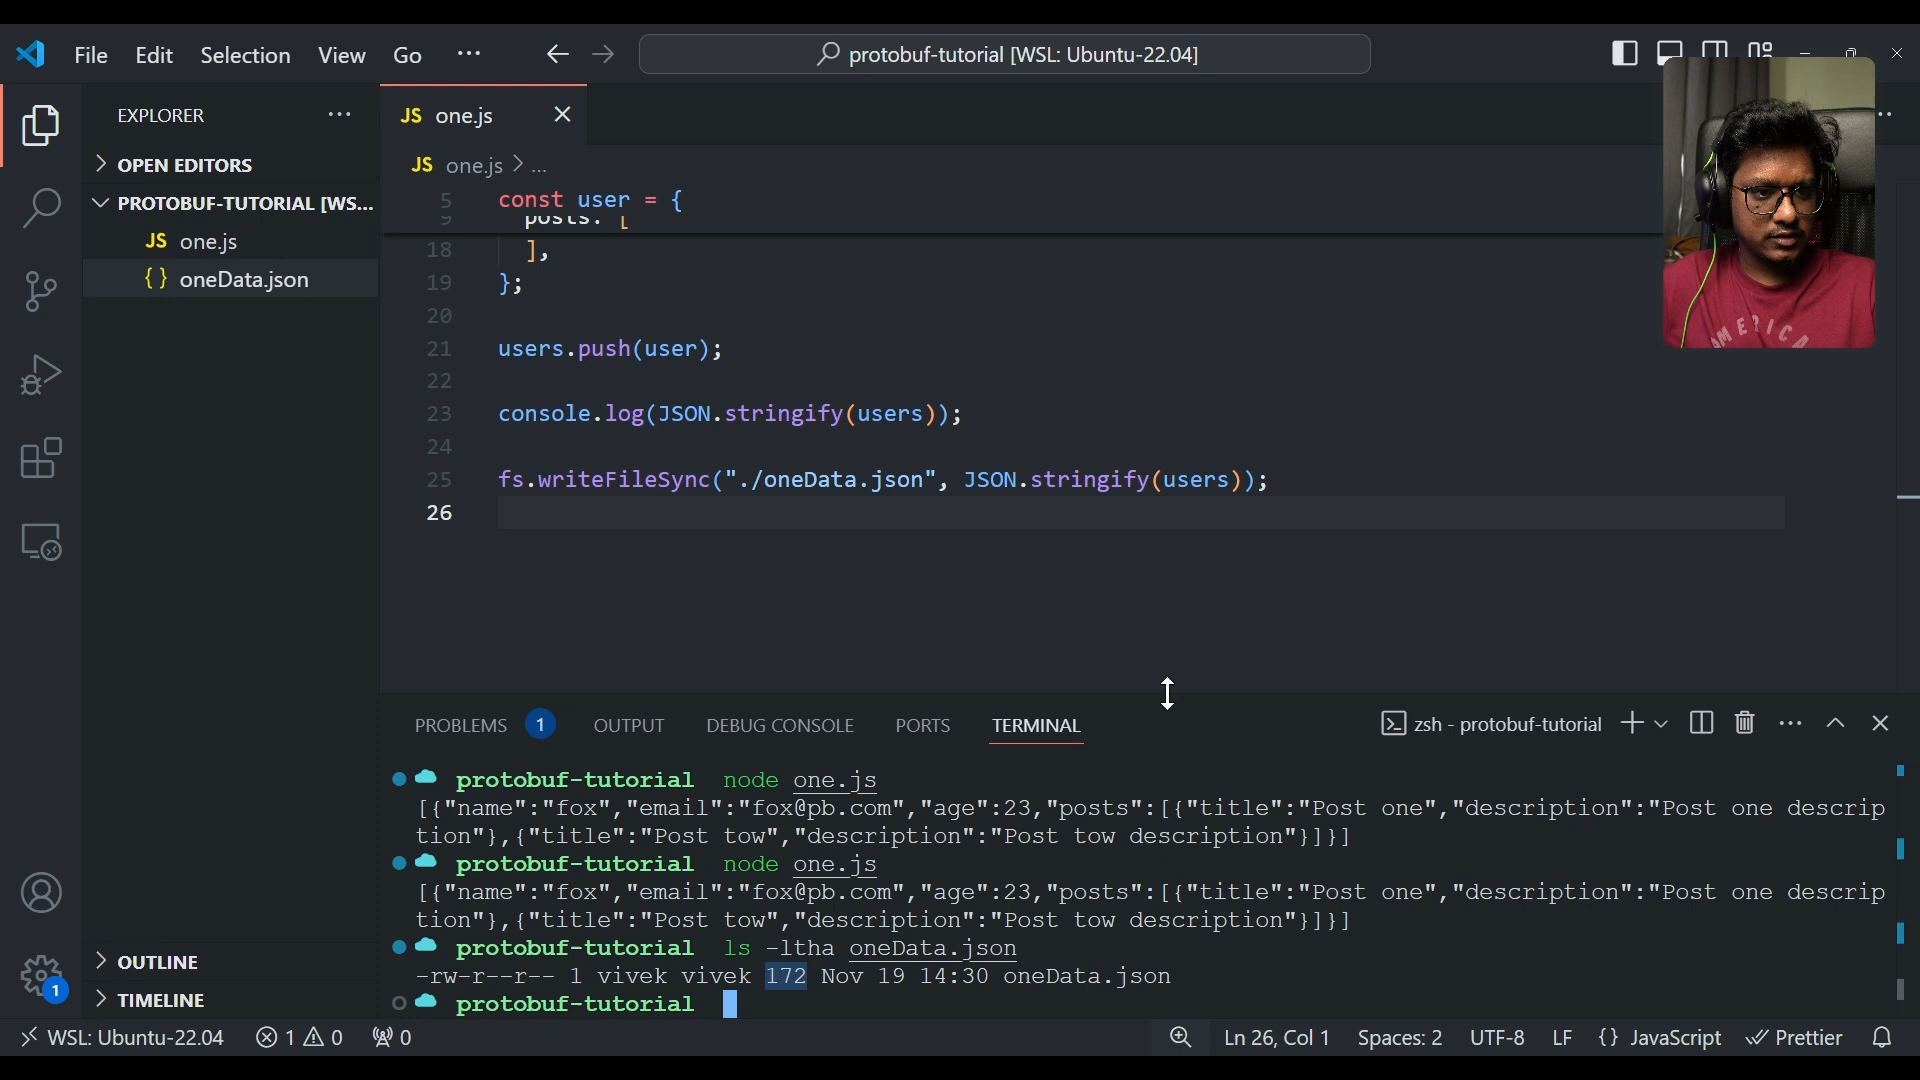 File Edit Selection View Go ...
protobuf-tutorial [WSL: Ubuntu-22.04]
EXPLORER ...
JS one.js
OPEN EDITORS
JS one.js > ...
PROTOBUF-TUTORIAL [WS...
JS one.js
{} oneData.json
5 const user = {
9 posts: [
18 ],
19 };
20
21 users.push(user);
22
23 console.log(JSON.stringify(users));
24
25 fs.writeFileSync("./oneData.json", JSON.stringify(users));
26
AMERICA
PROBLEMS 1 OUTPUT DEBUG CONSOLE PORTS TERMINAL
zsh - protobuf-tutorial
protobuf-tutorial node one.js
[{"name":"fox","email":"fox@pb.com","age":23,"posts":[{"title":"Post one","description":"Post one descrip
tion"},{"title":"Post tow","description":"Post tow description"}]}]
protobuf-tutorial node one.js
[{"name":"fox","email":"fox@pb.com","age":23,"posts":[{"title":"Post one","description":"Post one descrip
tion"},{"title":"Post tow","description":"Post tow description"}]}]
protobuf-tutorial ls -ltha oneData.json
-rw-r--r-- 1 vivek vivek 172 Nov 19 14:30 oneData.json
protobuf-tutorial
OUTLINE
TIMELINE
1
WSL: Ubuntu-22.04 1 0 0
Ln 26, Col 1 Spaces: 2 UTF-8 LF {} JavaScript Prettier